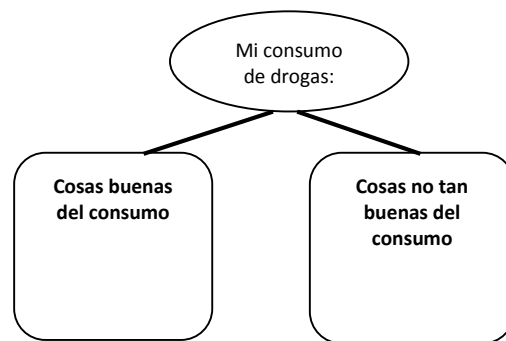 Mi consumo
de drogas:
Cosas buenas
del consumo
Cosas no tan
buenas del
consumo